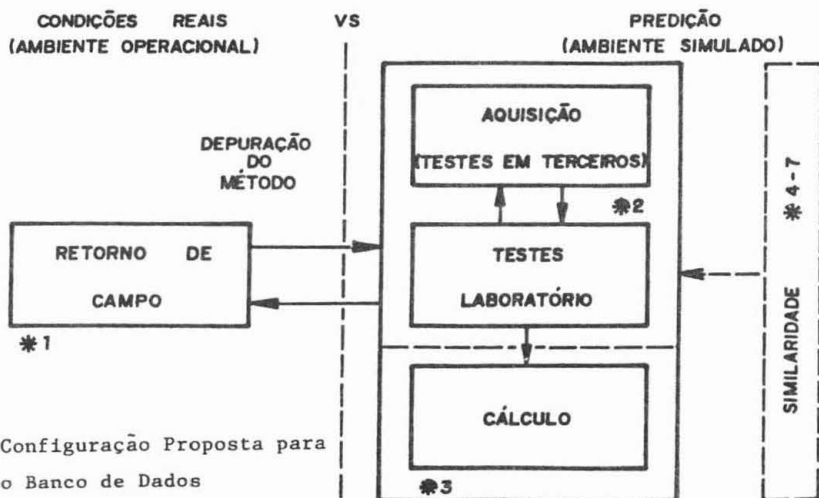 CONDIÇÕES REAIS
(AMBIENTE OPERACIONAL)
VS
PREDIÇÃO
(AMBIENTE SIMULADO)
DEPURAÇÃO
DO
MÉTODO
RETORNO DE
CAMPO
*1
AQUISIÇÃO
(TESTES EM TERCEIROS)
*2
TESTES
LABORATÓRIO
CÁLCULO
*3
SIMILARIDADE *4-7
Configuração Proposta para
o Banco de Dados